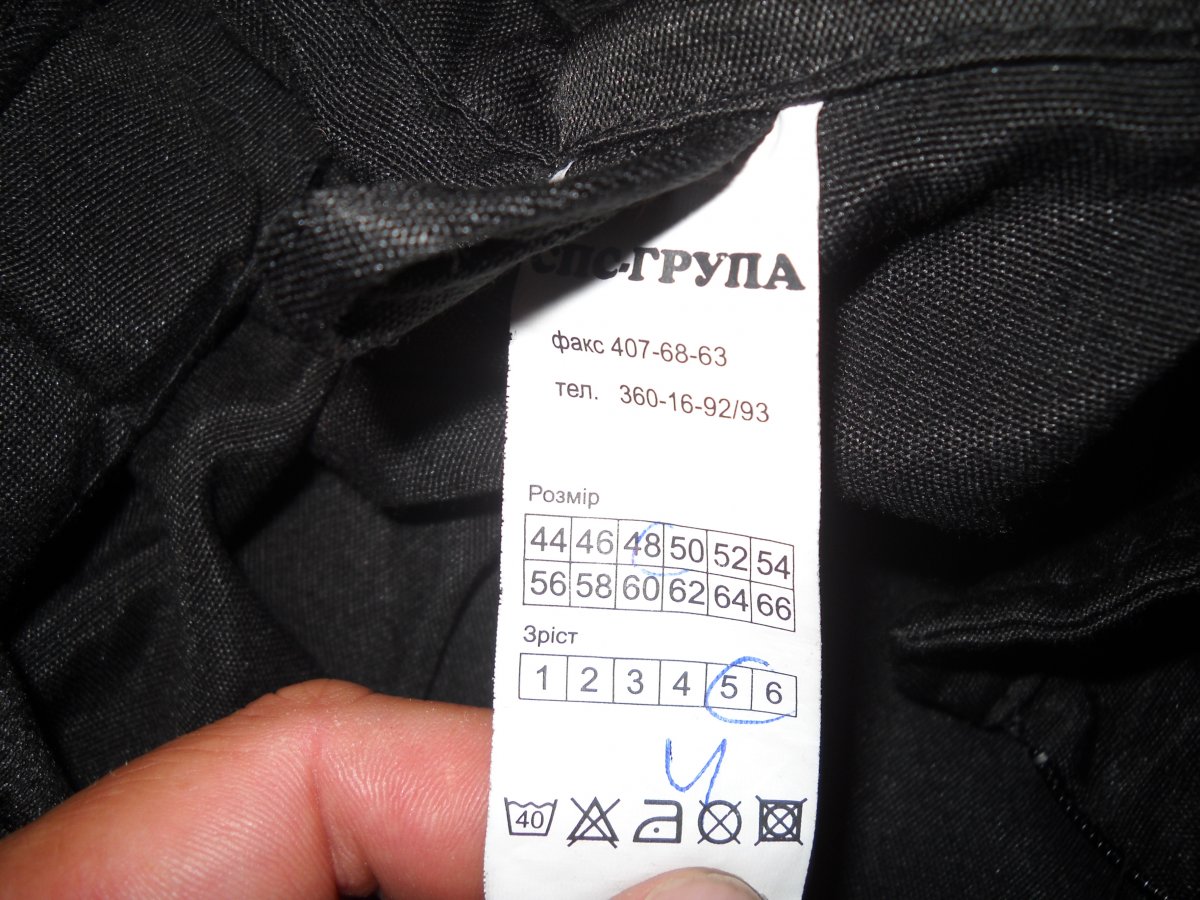 СПС-ГРУПА
факс 407-68-63
тел. 360-16-92/93
Розмір
44 46 48 50 52 54
56 58 60 62 64 66
Зріст
1 2 3 4 5 6
Ч
40